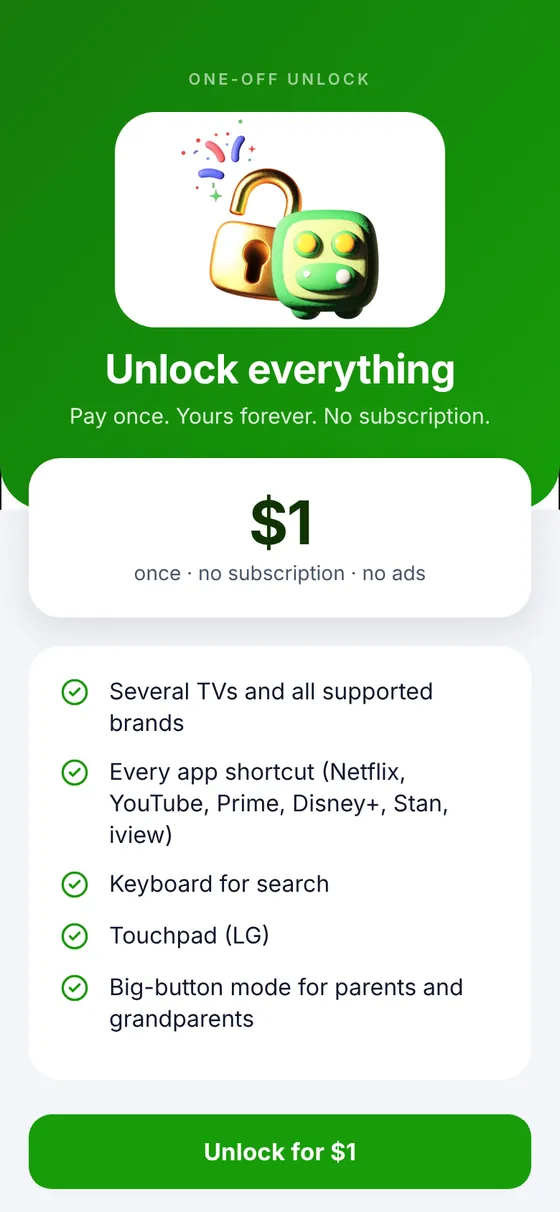 ONE-OFF UNLOCK
Unlock everything
Pay once. Yours forever. No subscription.
$1
once · no subscription · no ads
Several TVs and all supported
brands
Every app shortcut (Netflix,
YouTube, Prime, Disney+, Stan,
iview)
Keyboard for search
Touchpad (LG)
Big-button mode for parents and
grandparents
Unlock for $1